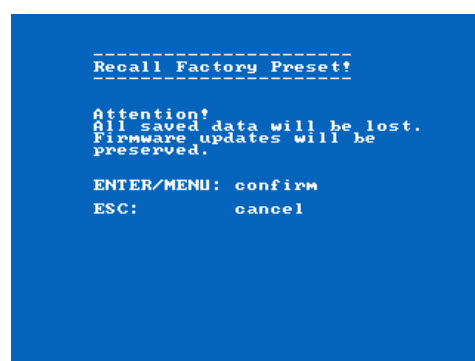 --------------------
Recall Factory Preset!
--------------------
Attention!
All saved data will be lost.
Firmware updates will be
preserved.
ENTER/MENU: confirm
ESC: cancel